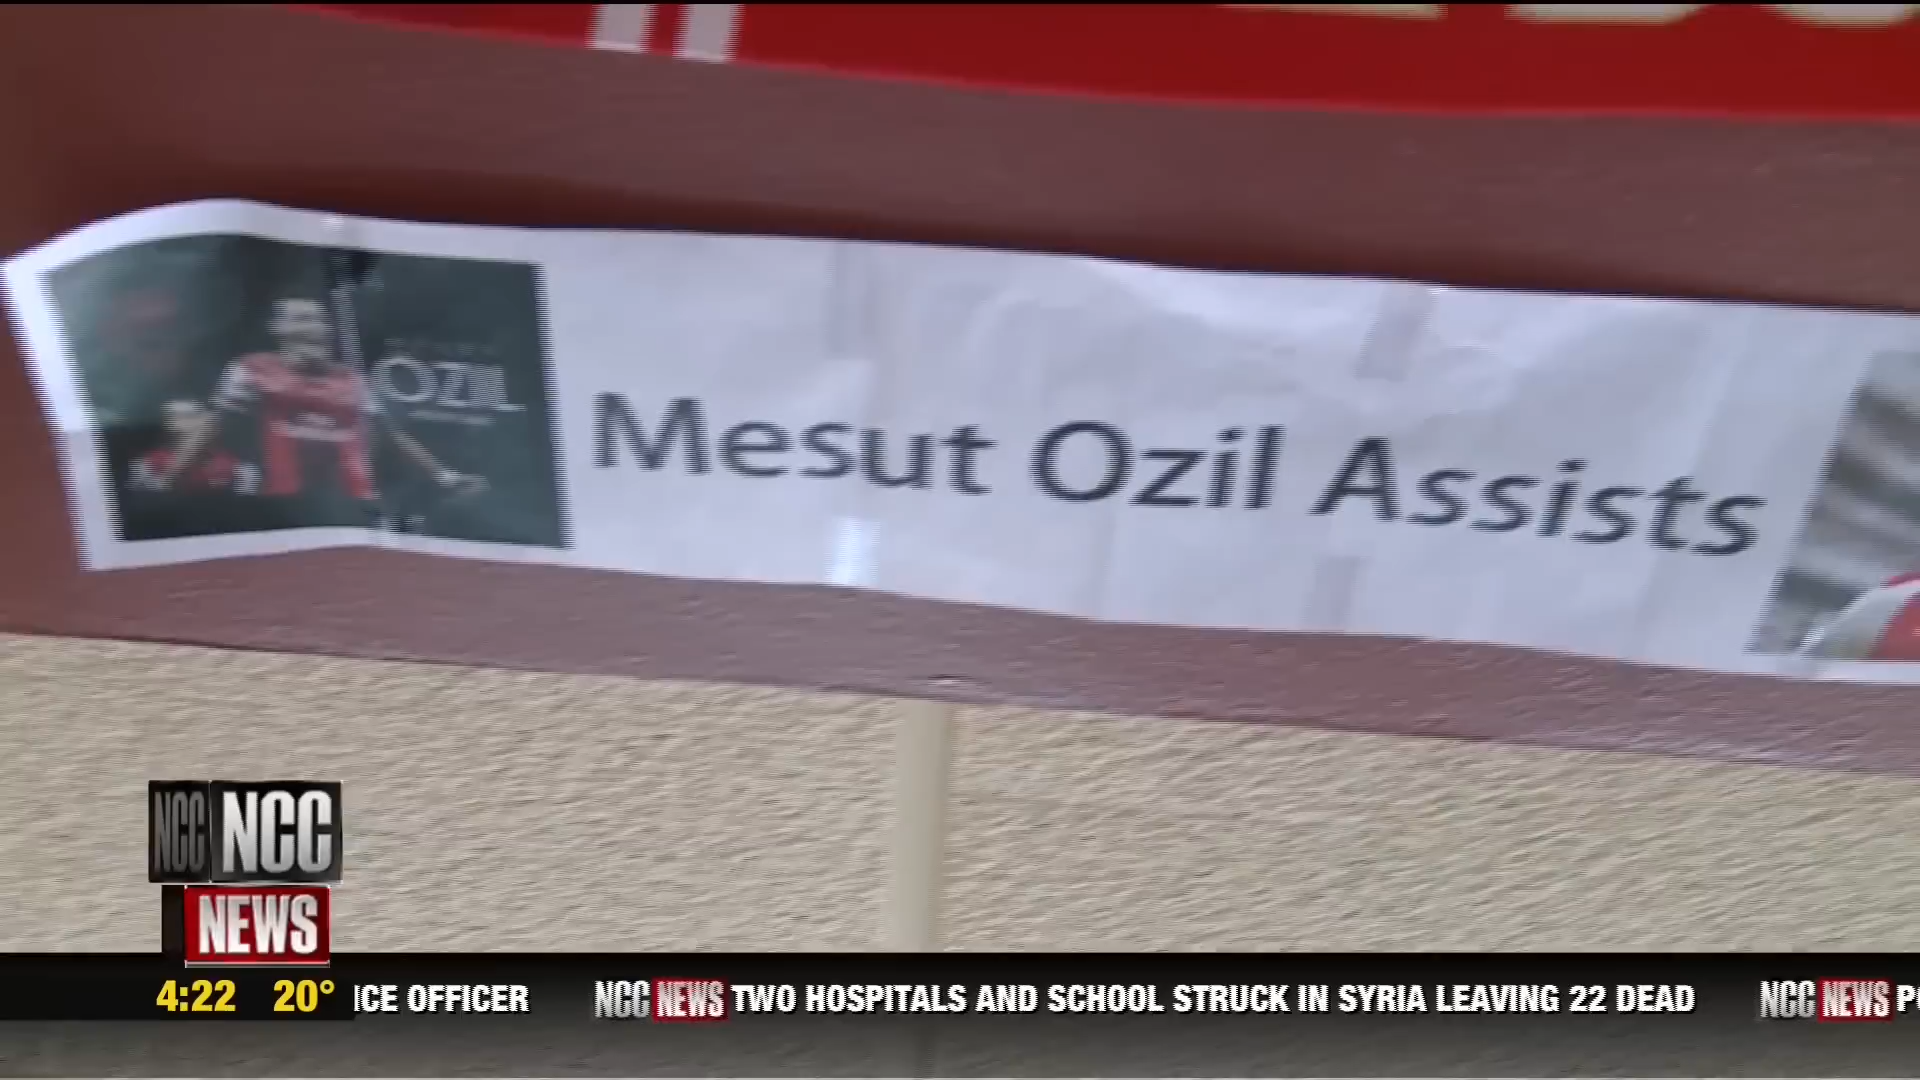 OZIL
Mesut Ozil Assists
NCC NCC
NEWS
4:22 20° ICE OFFICER NCC NEWS TWO HOSPITALS AND SCHOOL STRUCK IN SYRIA LEAVING 22 DEAD NCC NEWS